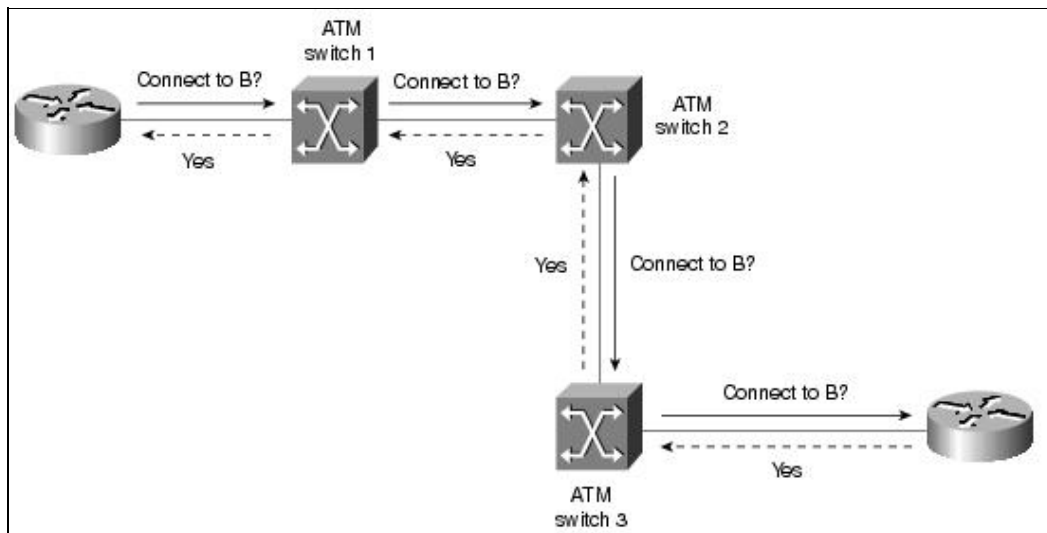 ATM
switch 1
Connect to B?
Connect to B?
ATM
switch 2
Yes
Yes
Yes
Connect to B?
Connect to B?
Yes
ATM
switch 3